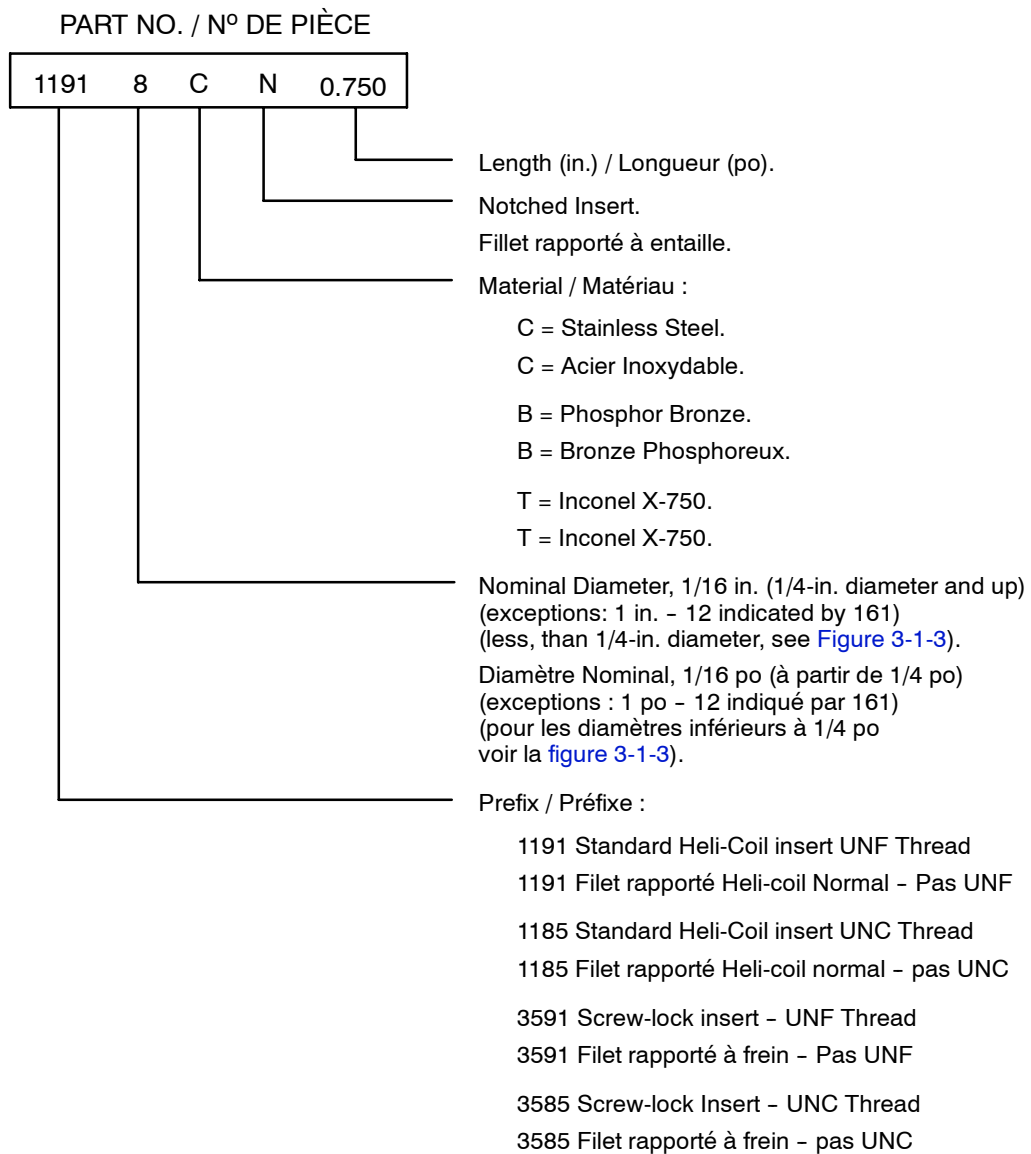 PART NO. / Nº DE PIÈCE
1191 8 C N 0.750
Length (in.) / Longueur (po).
Notched Insert.
Fillet rapporté à entaille.
Material / Matériau :
C = Stainless Steel.
C = Acier Inoxydable.
B = Phosphor Bronze.
B = Bronze Phosphoreux.
T = Inconel X-750.
T = Inconel X-750.
Nominal Diameter, 1/16 in. (1/4-in. diameter and up)
(exceptions: 1 in. - 12 indicated by 161)
(less, than 1/4-in. diameter, see Figure 3-1-3).
Diamètre Nominal, 1/16 po (à partir de 1/4 po)
(exceptions : 1 po - 12 indiqué par 161)
(pour les diamètres inférieurs à 1/4 po
voir la figure 3-1-3).
Prefix / Préfixe :
1191 Standard Heli-Coil insert UNF Thread
1191 Filet rapporté Heli-coil Normal - Pas UNF
1185 Standard Heli-Coil insert UNC Thread
1185 Filet rapporté Heli-coil normal - pas UNC
3591 Screw-lock insert - UNF Thread
3591 Filet rapporté à frein - Pas UNF
3585 Screw-lock Insert - UNC Thread
3585 Filet rapporté à frein - pas UNC